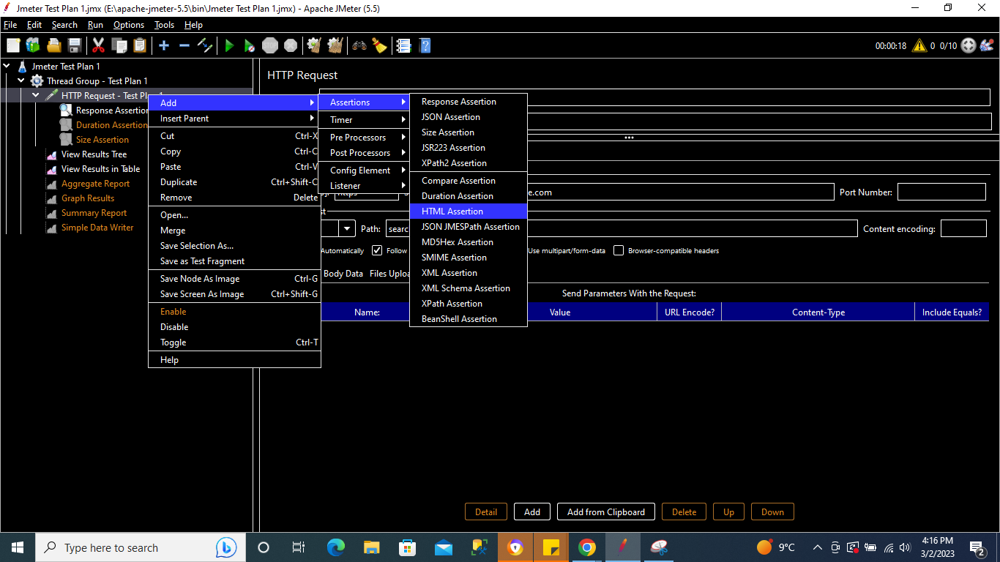 Jmeter Test Plan 1.jmx (E:\apache-jmeter-5.5\bin\Jmeter Test Plan 1.jmx) - Apache JMeter (5.5)
File Edit Search Run Options Tools Help
00:00:18 0 0/10
Jmeter Test Plan 1
Thread Group - Test Plan 1
HTTP Request - Test
Response Assertion
Duration Assertion
Size Assertion
View Results Tree
View Results in Table
Aggregate Report
Graph Results
Summary Report
Simple Data Writer
Add
Insert Parent
Cut Ctrl-X
Copy Ctrl-C
Paste Ctrl-V
Duplicate Ctrl+Shift-C
Remove Delete
Open...
Merge
Save Selection As...
Save as Test Fragment
Save Node As Image Ctrl-G
Save Screen As Image Ctrl+Shift-G
Enable
Disable
Toggle Ctrl-T
Help
Assertions
Timer
Pre Processors
Post Processors
Config Element
Listener
Response Assertion
JSON Assertion
Size Assertion
JSR223 Assertion
XPath2 Assertion
Compare Assertion
Duration Assertion
HTML Assertion
JSON JMESPath Assertion
MD5Hex Assertion
SMIME Assertion
XML Assertion
XML Schema Assertion
XPath Assertion
BeanShell Assertion
HTTP Request
e.com Port Number:
Path: searc Content encoding:
Automatically Follow Use multipart/form-data Browser-compatible headers
Body Data Files Uploa
Send Parameters With the Request:
Name: Value URL Encode? Content-Type Include Equals?
Detail Add Add from Clipboard Delete Up Down
Type here to search
9°C
4:16 PM
3/2/2023
2